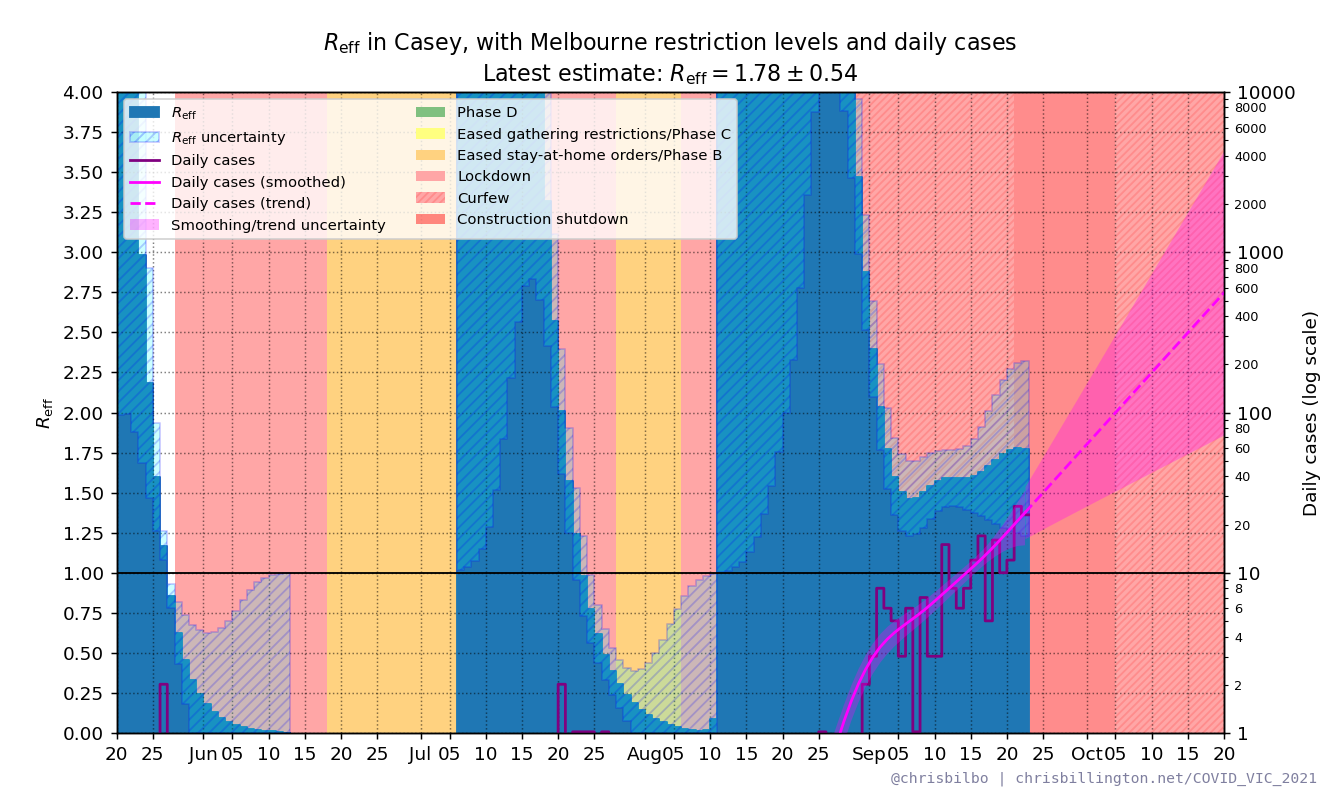 Reff in Casey, with Melbourne restriction levels and daily cases
Latest estimate: Reff = 1.78 ± 0.54
Reff
Reff uncertainty
Daily cases
Daily cases (smoothed)
Daily cases (trend)
Smoothing/trend uncertainty
Phase D
Eased gathering restrictions/Phase C
Eased stay-at-home orders/Phase B
Lockdown
Curfew
Construction shutdown
Reff
4.00
3.75
3.50
3.25
3.00
2.75
2.50
2.25
2.00
1.75
1.50
1.25
1.00
0.75
0.50
0.25
0.00
10000
8000
6000
4000
2000
1000
800
600
400
200
100
80
60
40
20
10
8
6
4
2
1
Daily cases (log scale)
20 25 Jun 05 10 15 20 25 Jul 05 10 15 20 25 Aug 05 10 15 20 25 Sep 05 10 15 20 25 Oct 05 10 15 20
@chrisbilbo | chrisbillington.net/COVID_VIC_2021